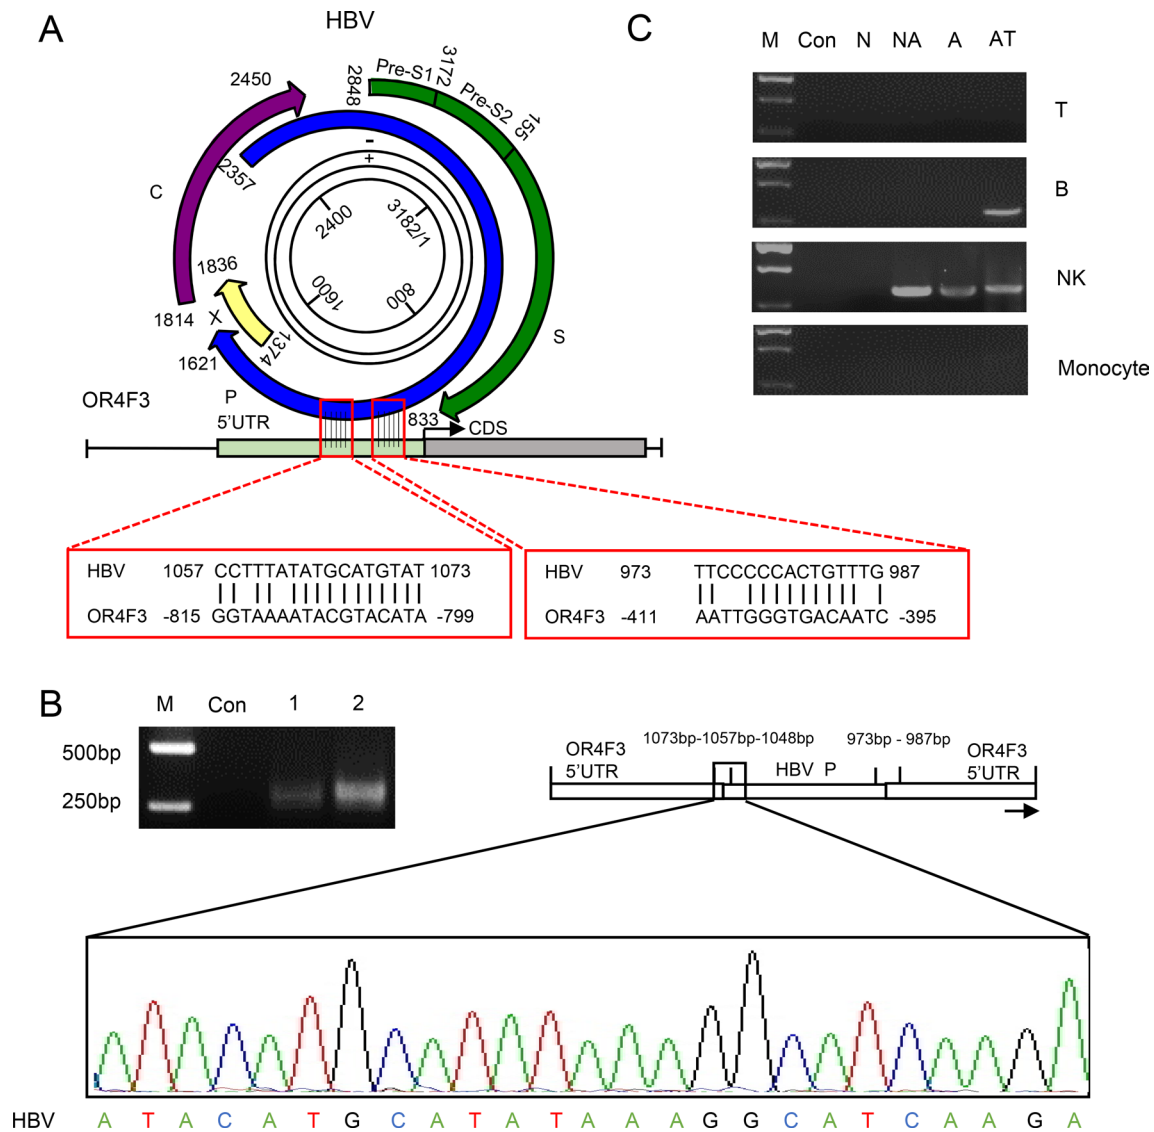 A
HBV
2450
2848
Pre-S1
3172
Pre-S2
155
2357
-
+
C
2400
3182/1
1836
1600
800
1814
X
1374
1621
S
OR4F3
P
5'UTR
833
CDS
HBV 1057 CCTTTATATGCATGTAT 1073
OR4F3 -815 GGTAAAATACGTACATA -799
HBV 973 TTCCCCCACTGTTTG 987
OR4F3 -411 AATTGGGTGACAATC -395
B
M Con 1 2
500bp
250bp
OR4F3
5'UTR
1073bp-1057bp-1048bp
HBV P
973bp - 987bp
OR4F3
5'UTR
HBV A T A C A T G C A T A T A A A G G C A T C A A G A
C
M Con N NA A AT
T
B
NK
Monocyte